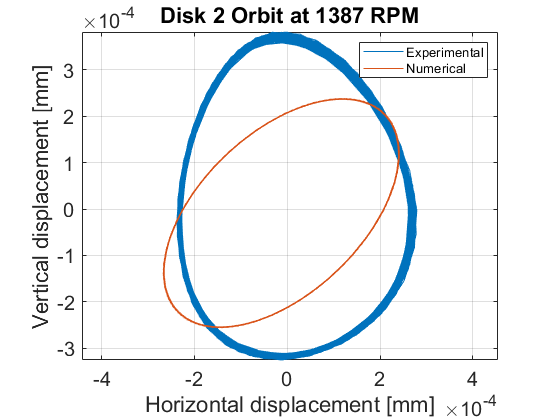 Disk 2 Orbit at 1387 RPM
×10⁻⁴
Experimental
Numerical
3
2
1
0
-1
-2
-3
Vertical displacement [mm]
-4 -2 0 2 4
Horizontal displacement [mm] ×10⁻⁴